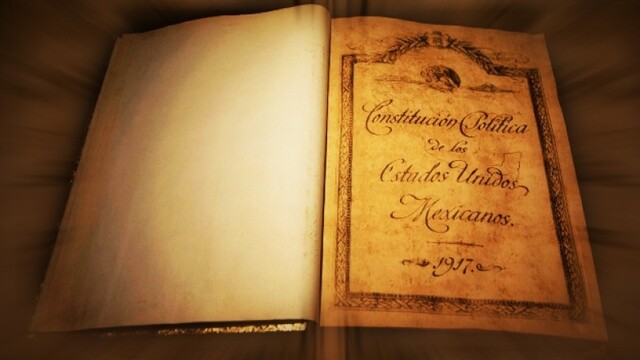 Constitución Política
de los
Estados Unidos
Mexicanos.
1917.